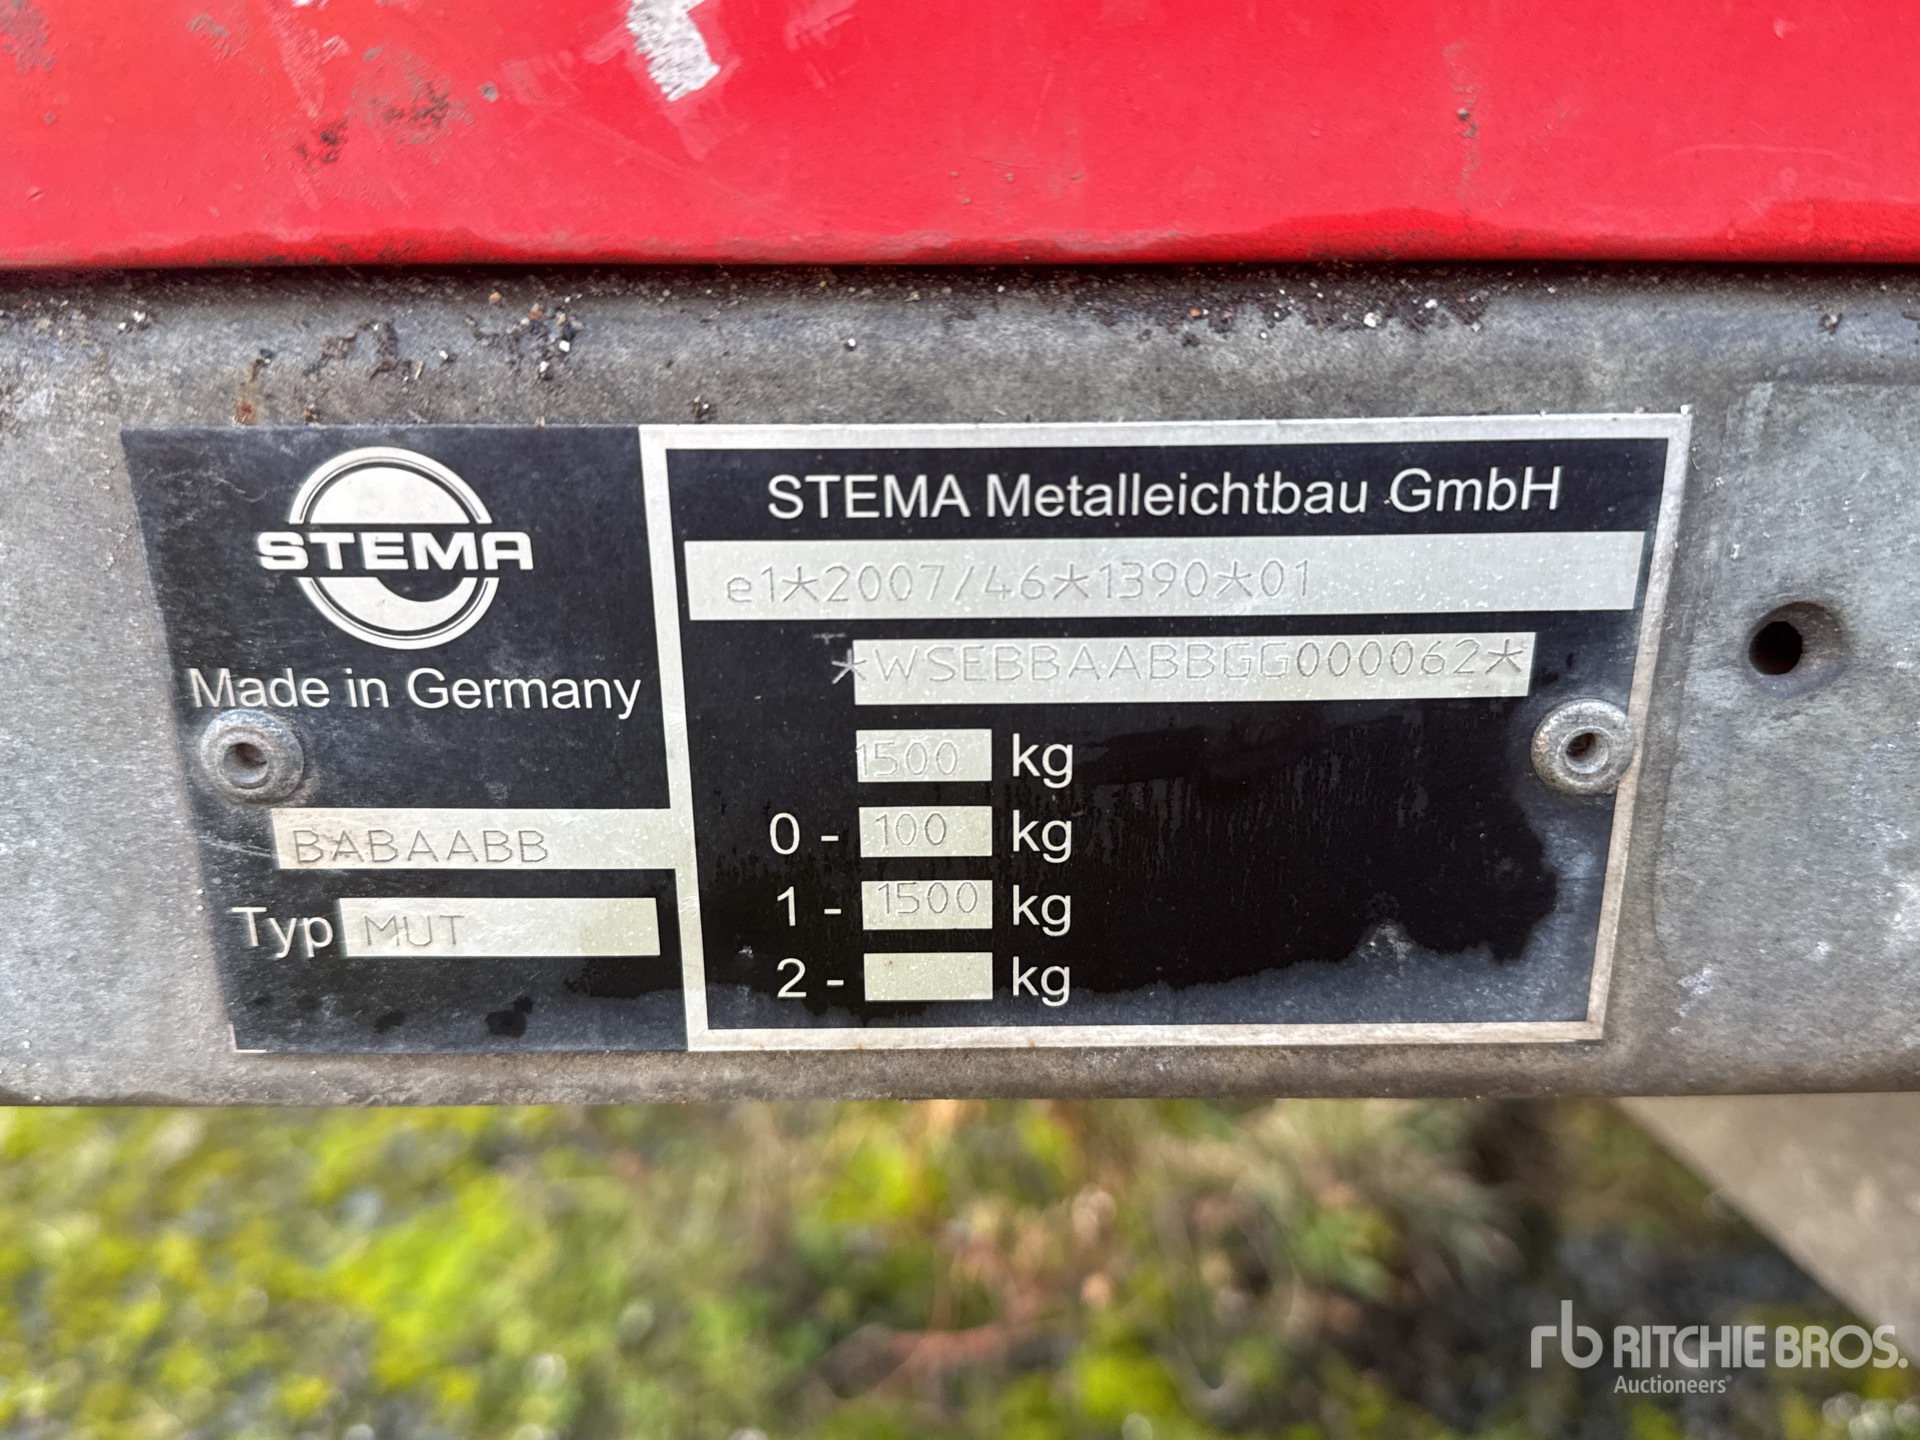 STEMA
Made in Germany
BABAABB
Typ MUT
STEMA Metalleichtbau GmbH
e1*2007/46*1390*01
*WSEBBAABBGG000062*
1500 kg
0 - 100 kg
1 - 1500 kg
2 - kg
rb RITCHIE BROS.
Auctioneers